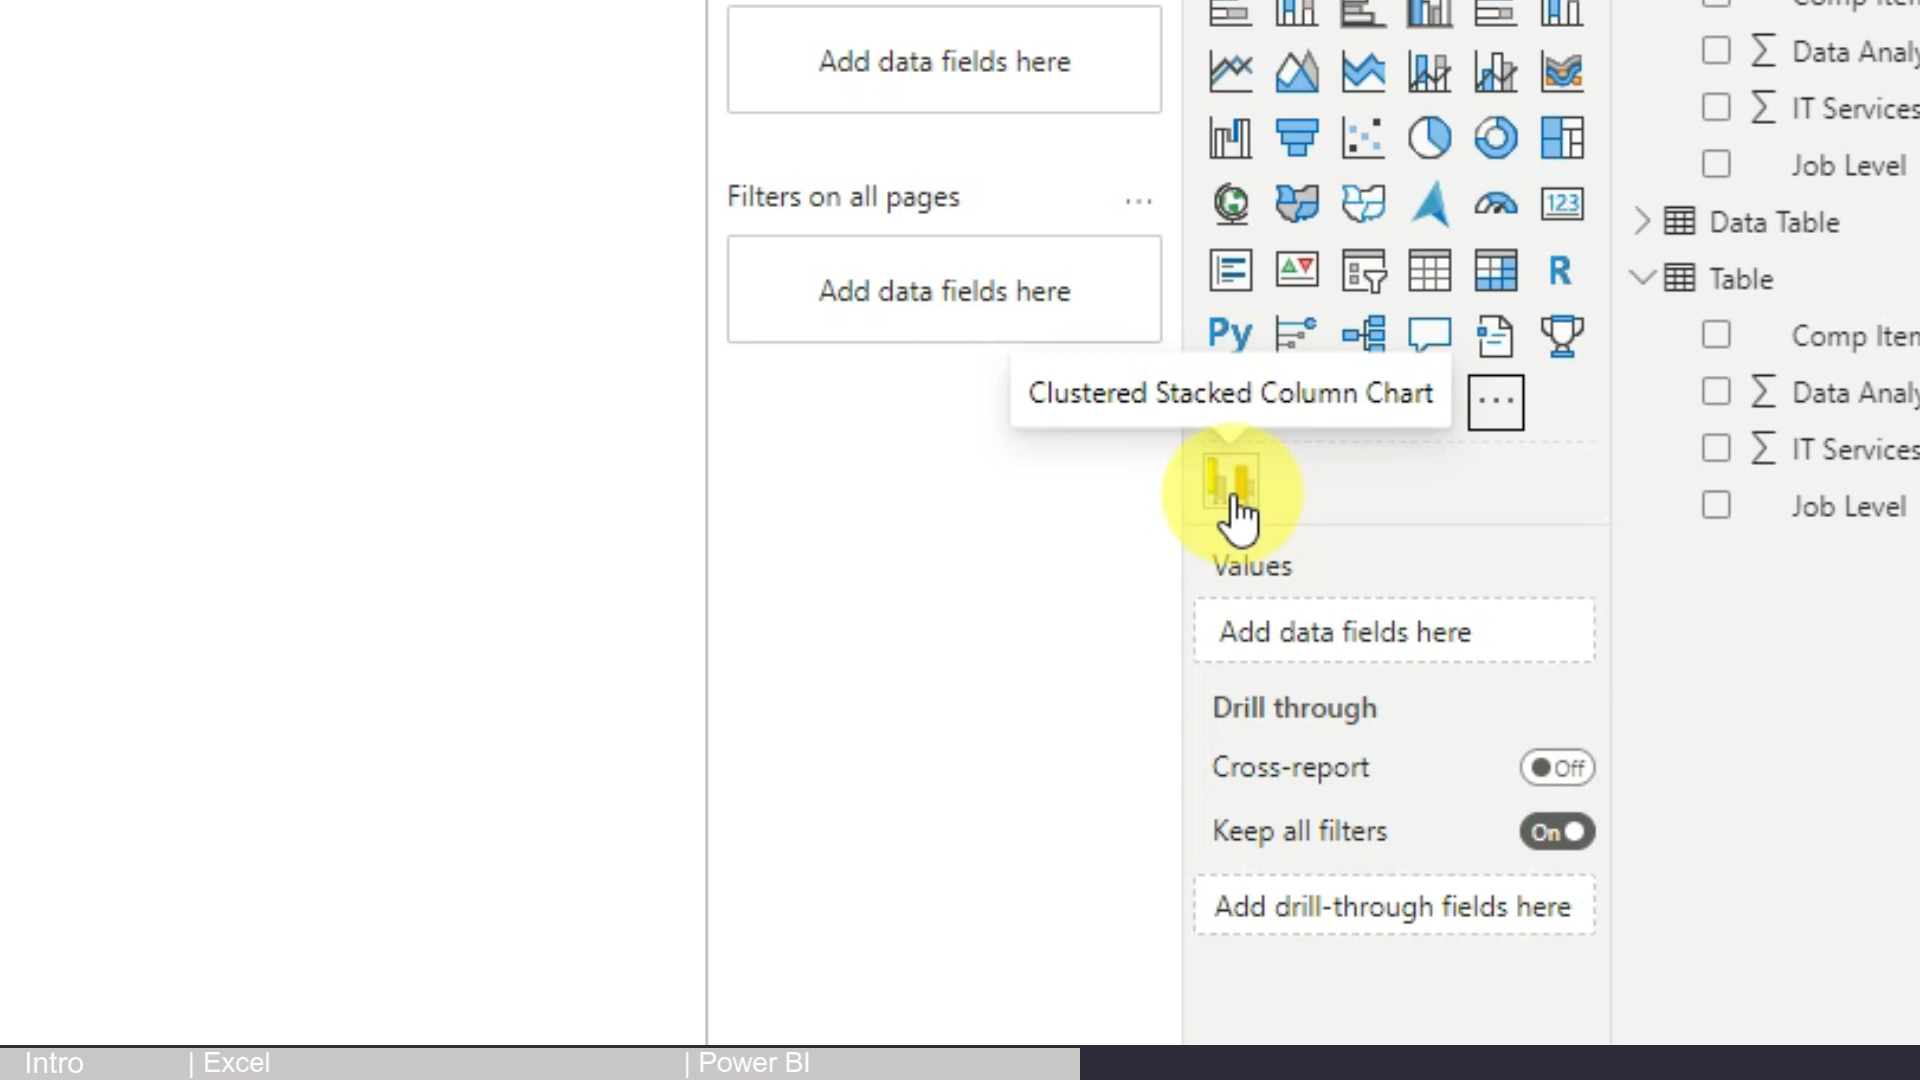 Add data fields here
Filters on all pages
...
Add data fields here
123
R
Py
Clustered Stacked Column Chart
...
Values
Add data fields here
Drill through
Cross-report
Off
Keep all filters
On
Add drill-through fields here
Σ Data Analy
Σ IT Services
Job Level
Data Table
Table
Comp Iten
Σ Data Analy
Σ IT Services
Job Level
Intro
| Excel
| Power BI